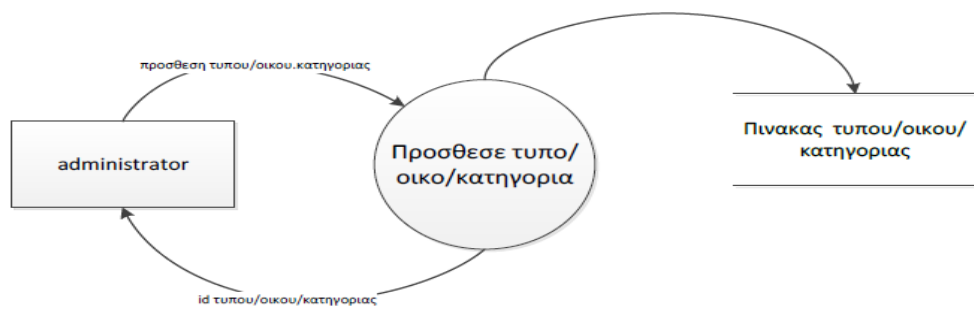 προσθεση τυπου/οικου.κατηγοριας
administrator
Προσθεσε τυπο/
οικο/κατηγορια
Πινακας τυπου/οικου/
κατηγοριας
id τυπου/οικου/κατηγοριας